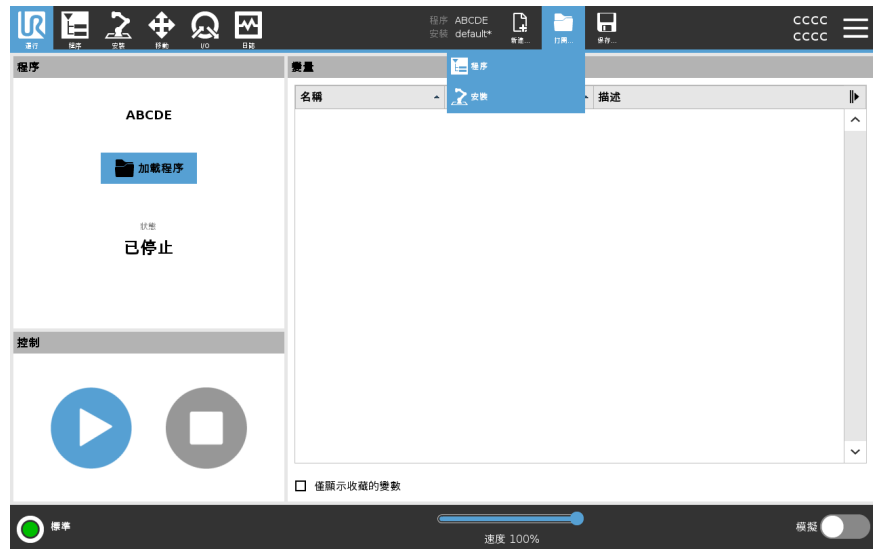 UR
運行
程序
安裝
移動
I/O
日誌
程序 ABCDE
安裝 default*
新建...
打開...
保存...
CCCC
CCCC
程序
安裝
程序
變量
ABCDE
加載程序
狀態
已停止
名稱
描述
控制
僅顯示收藏的變數
標準
速度 100%
模擬